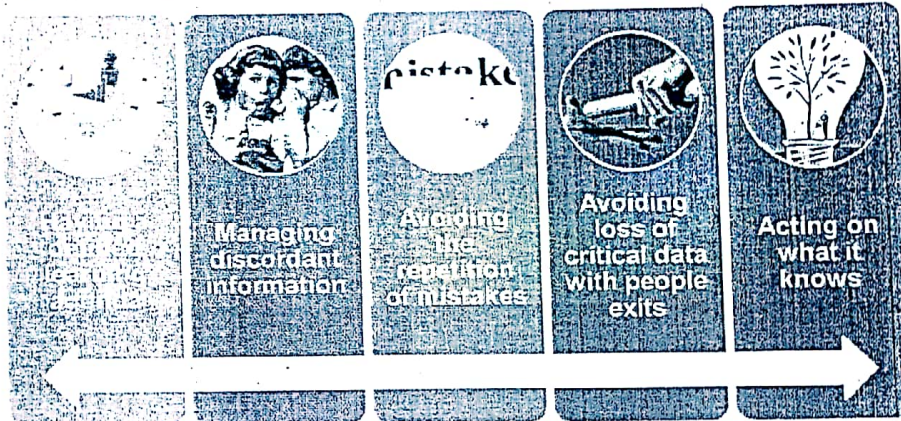 Managing
discordant
information
mistake
Avoiding
the
repetition
of mistakes
Avoiding
loss of
critical data
with people
exits
Acting on
what it
knows